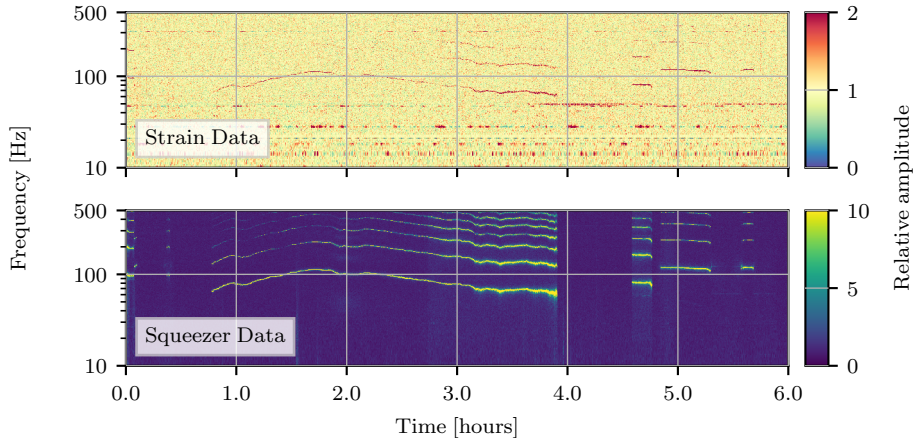 500
100
10
Strain Data
2
1
0
Frequency [Hz]
Relative amplitude
500
100
10
Squeezer Data
10
5
0
0.0 1.0 2.0 3.0 4.0 5.0 6.0
Time [hours]